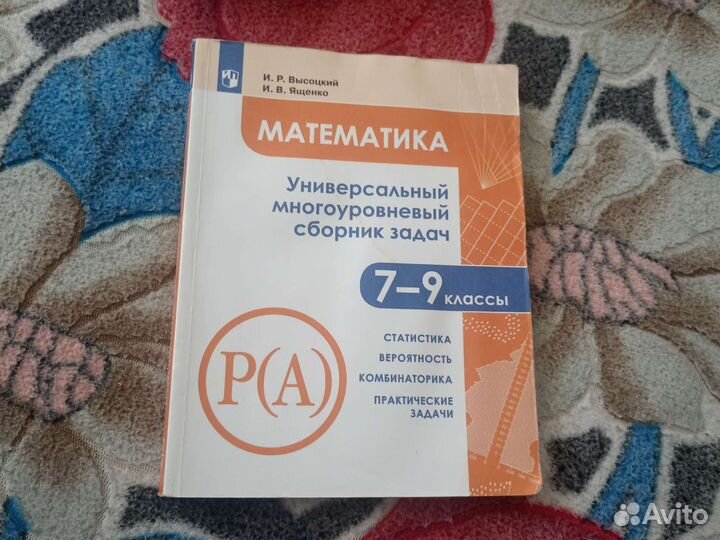 И. Р. Высоцкий
И. В. Ященко
МАТЕМАТИКА
Универсальный
многоуровневый
сборник задач
7–9 классы
СТАТИСТИКА
ВЕРОЯТНОСТЬ
КОМБИНАТОРИКА
ПРАКТИЧЕСКИЕ
ЗАДАЧИ
P(A)
Avito